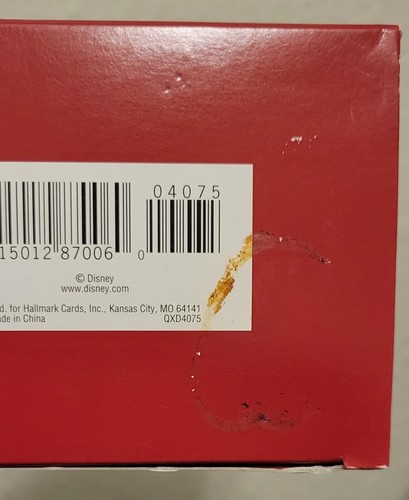 04075
15012 87006 0
© Disney
www.disney.com
d. for Hallmark Cards, Inc., Kansas City, MO 64141
ade in China QXD4075